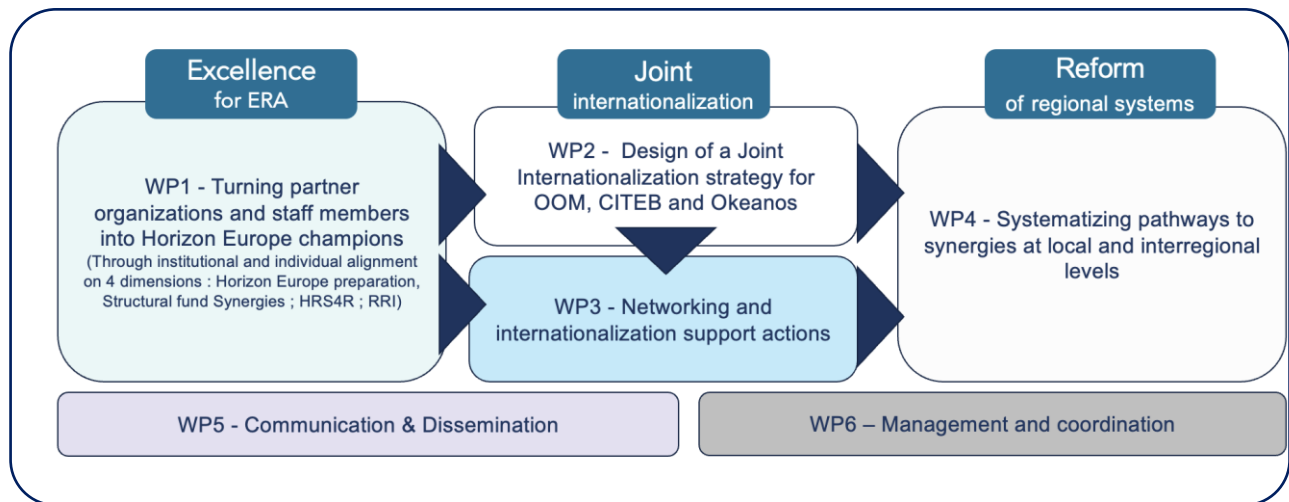 Excellence
for ERA
WP1 - Turning partner
organizations and staff members
into Horizon Europe champions
(Through institutional and individual alignment
on 4 dimensions : Horizon Europe preparation,
Structural fund Synergies ; HRS4R ; RRI)
Joint
internationalization
WP2 - Design of a Joint
Internationalization strategy for
OOM, CITEB and Okeanos
WP3 - Networking and
internationalization support actions
Reform
of regional systems
WP4 - Systematizing pathways to
synergies at local and interregional
levels
WP5 - Communication & Dissemination
WP6 – Management and coordination